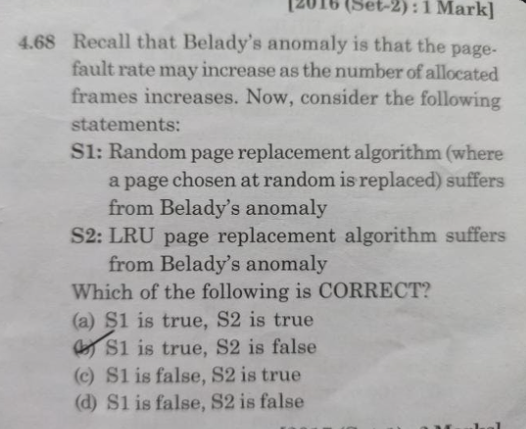 [2016 (Set-2) : 1 Mark]
4.68 Recall that Belady's anomaly is that the page-
fault rate may increase as the number of allocated
frames increases. Now, consider the following
statements:
S1: Random page replacement algorithm (where
a page chosen at random is replaced) suffers
from Belady's anomaly
S2: LRU page replacement algorithm suffers
from Belady's anomaly
Which of the following is CORRECT?
(a) S1 is true, S2 is true
(b) S1 is true, S2 is false
(c) S1 is false, S2 is true
(d) S1 is false, S2 is false